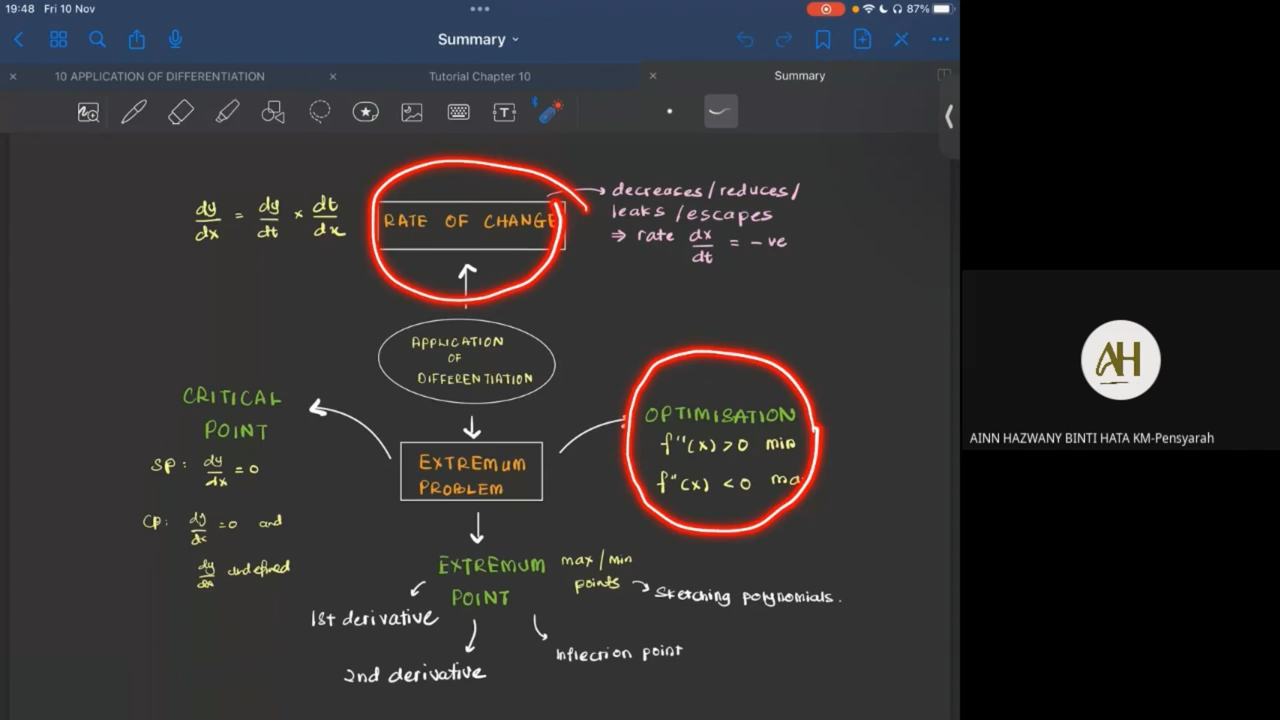 19:48 Fri 10 Nov
87%
Summary
10 APPLICATION OF DIFFERENTIATION
Tutorial Chapter 10
Summary
T
dy/dx = dy/dt × dt/dx
RATE OF CHANGE
decreases/reduces/
leaks/escapes
⇒ rate dx/dt = -ve
APPLICATION
OF
DIFFERENTIATION
CRITICAL
POINT
SP: dy/dx = 0
CP: dy/dx = 0 and
dy/dx undefined
EXTREMUM
PROBLEM
OPTIMISATION
f"(x) > 0 min
f"(x) < 0 ma
EXTREMUM
POINT
max/min
points
sketching polynomials.
1st derivative
2nd derivative
inflection point
AH
AINN HAZWANY BINTI HATA KM-Pensyarah